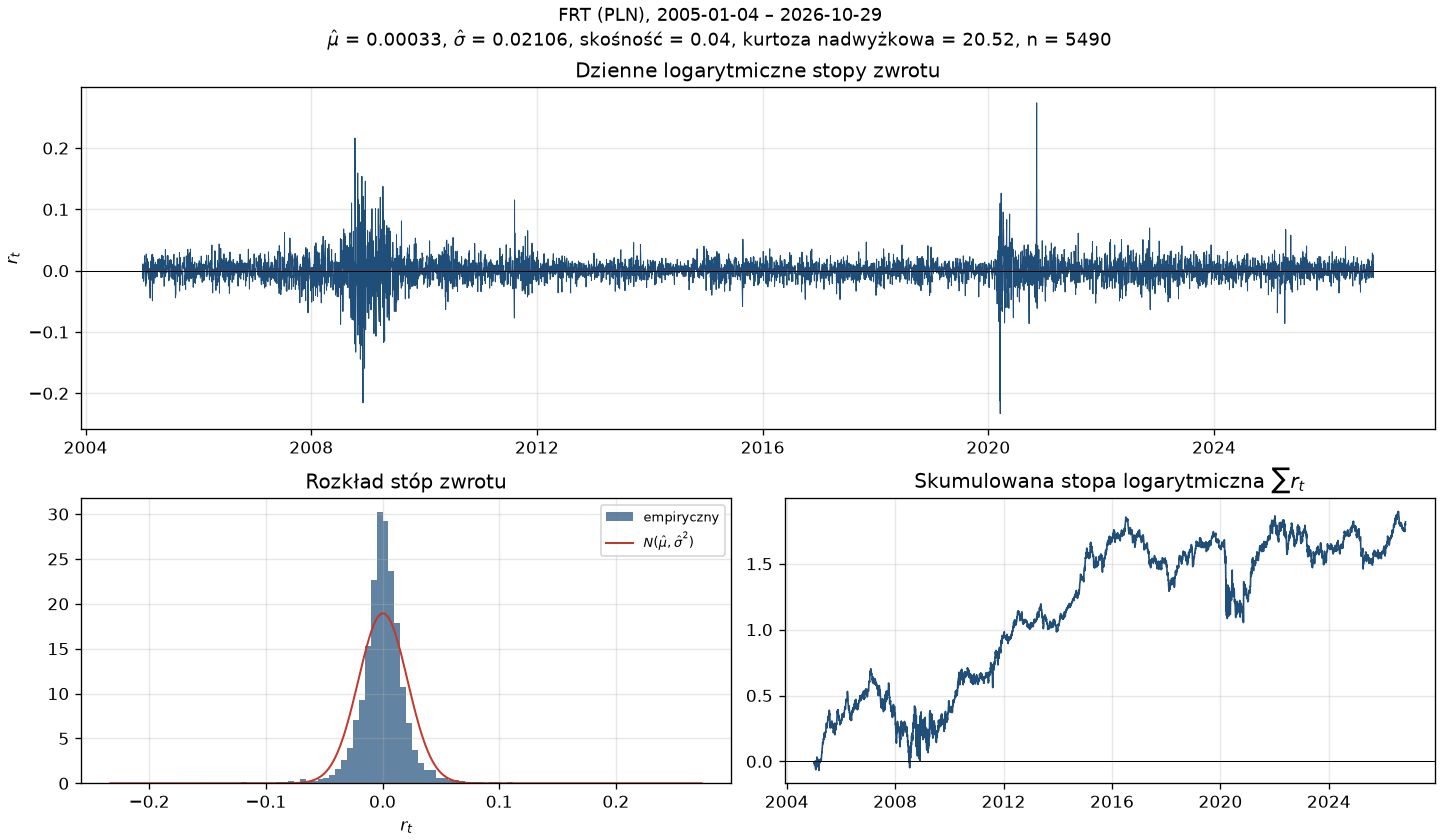 FRT (PLN), 2005-01-04 – 2026-10-29
μ̂ = 0.00033, σ̂ = 0.02106, skośność = 0.04, kurtoza nadwyżkowa = 20.52, n = 5490
Dzienne logarytmiczne stopy zwrotu
r_t
0.2
0.1
0.0
−0.1
−0.2
2004 2008 2012 2016 2020 2024
Rozkład stóp zwrotu
30
25
20
15
10
5
0
empiryczny
N(μ̂, σ̂²)
−0.2 −0.1 0.0 0.1 0.2
r_t
Skumulowana stopa logarytmiczna ∑r_t
1.5
1.0
0.5
0.0
2004 2008 2012 2016 2020 2024